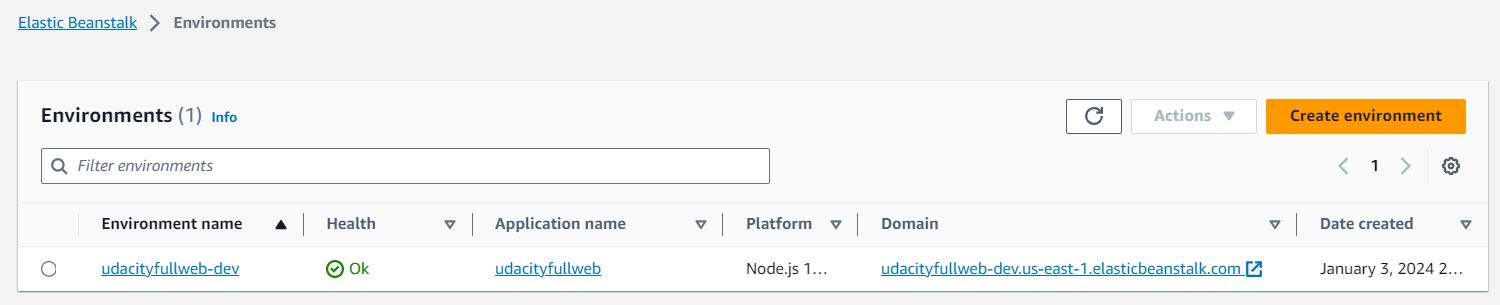 Elastic Beanstalk > Environments
Environments (1) Info
Actions
Create environment
Filter environments
1
Environment name Health Application name Platform Domain Date created
udacityfullweb-dev Ok udacityfullweb Node.js 1... udacityfullweb-dev.us-east-1.elasticbeanstalk.com January 3, 2024 2...